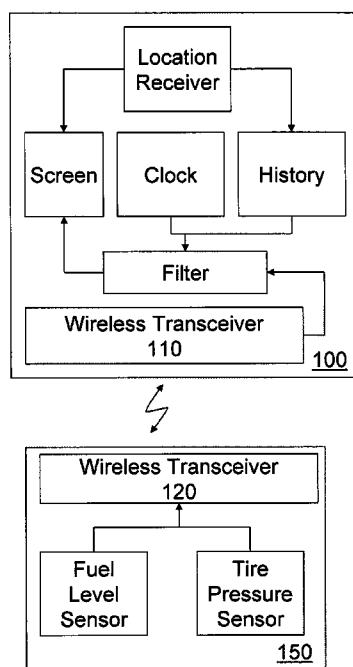 Location
Receiver
Screen
Clock
History
Filter
Wireless Transceiver
110
100
Wireless Transceiver
120
Fuel
Level
Sensor
Tire
Pressure
Sensor
150